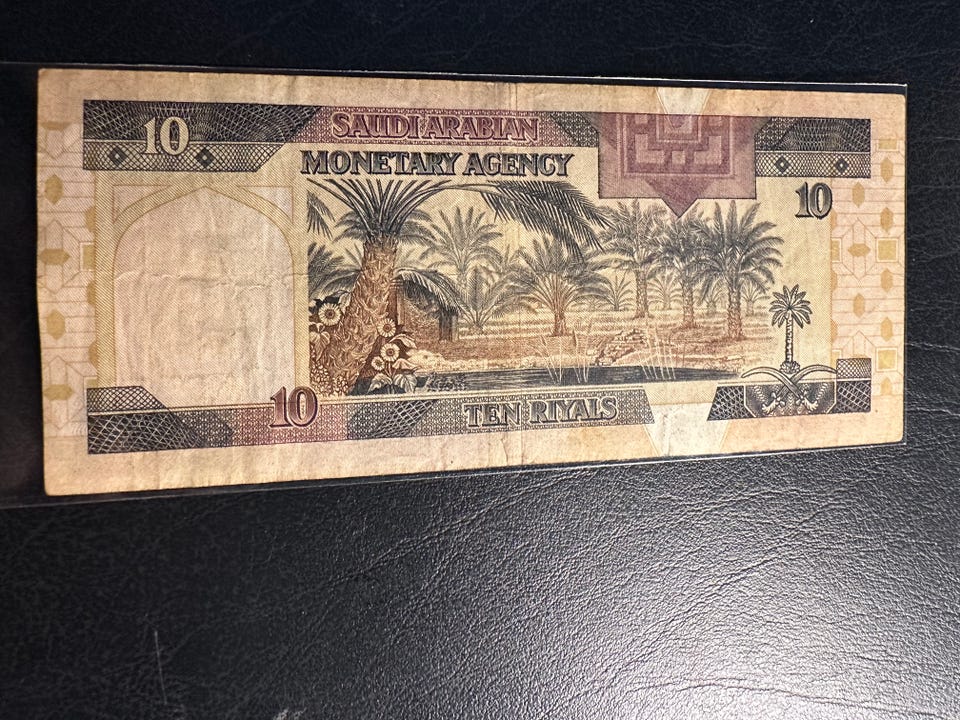 10
SAUDI ARABIAN
MONETARY AGENCY
10
10
TEN RIYALS